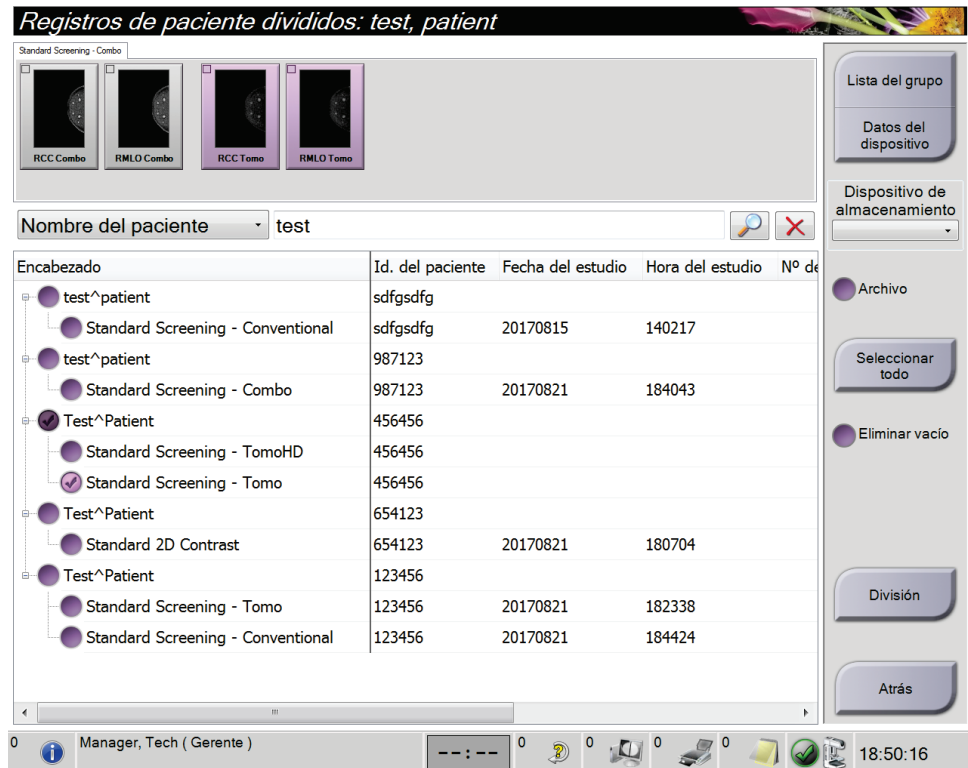 Registros de paciente divididos: test, patient
Standard Screening - Combo
RCC Combo RMLO Combo RCC Tomo RMLO Tomo
Lista del grupo
Datos del
dispositivo
Dispositivo de
almacenamiento
Nombre del paciente test
Encabezado Id. del paciente Fecha del estudio Hora del estudio Nº de
test^patient sdfgsdfg
Archivo
Standard Screening - Conventional sdfgsdfg 20170815 140217
test^patient 987123
Seleccionar
todo
Standard Screening - Combo 987123 20170821 184043
Test^Patient 456456
Eliminar vacío
Standard Screening - TomoHD 456456
Standard Screening - Tomo 456456
Test^Patient 654123
Standard 2D Contrast 654123 20170821 180704
Test^Patient 123456
División
Standard Screening - Tomo 123456 20170821 182338
Standard Screening - Conventional 123456 20170821 184424
Atrás
0 Manager, Tech ( Gerente ) --:-- 0 0 0 0 18:50:16